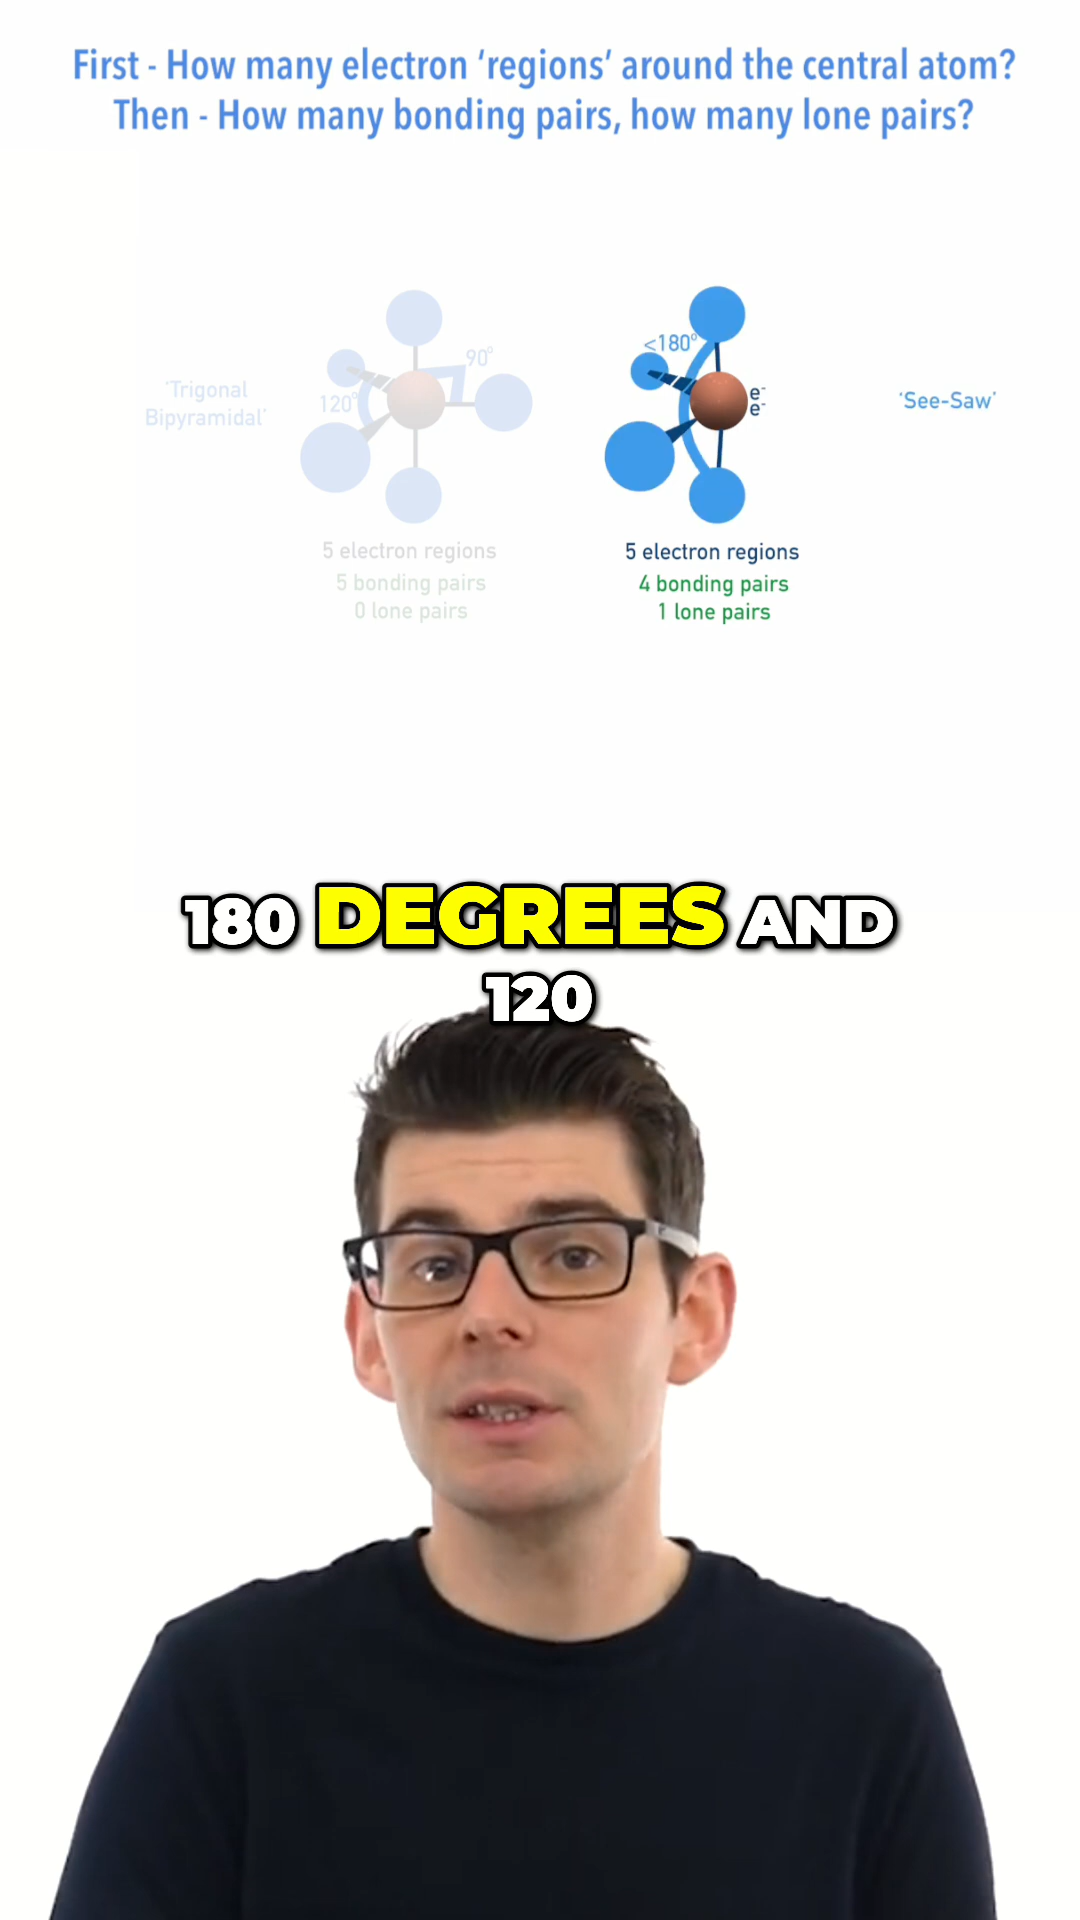 First - How many electron ‘regions’ around the central atom?
Then - How many bonding pairs, how many lone pairs?
90°
<180°
120°
‘Trigonal
Bipyramidal’
e⁻
e⁻
‘See-Saw’
5 electron regions
5 bonding pairs
0 lone pairs
5 electron regions
4 bonding pairs
1 lone pairs
180 DEGREES AND
120